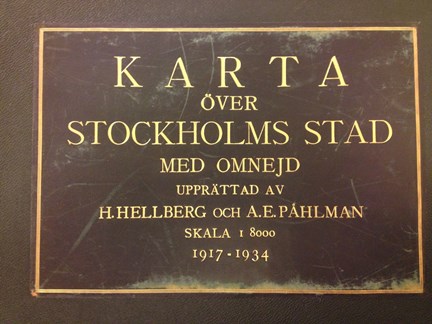 KARTA
ÖVER
STOCKHOLMS STAD
MED OMNEJD
UPPRÄTTAD AV
H.HELLBERG OCH A.E.PÅHLMAN
SKALA 1 8000
1917-1934